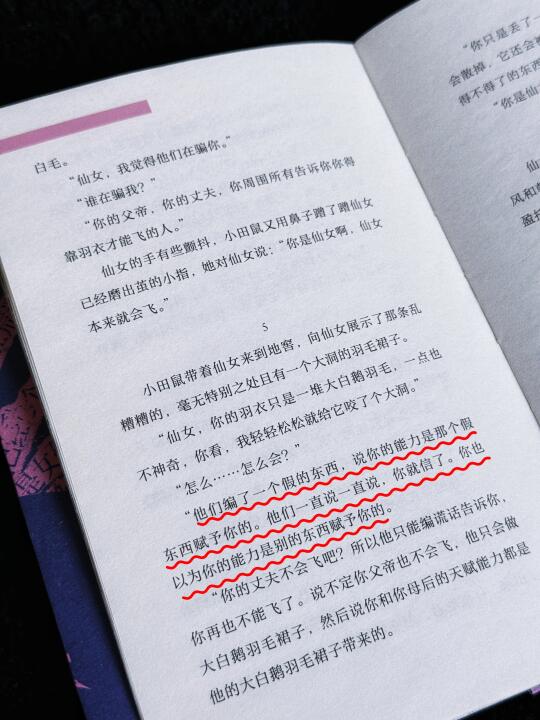 白毛。
“仙女，我觉得他们在骗你。”
“谁在骗我？”
“你的父帝，你的丈夫，你周围所有告诉你你得
靠羽衣才能飞的人。”
仙女的手有些颤抖，小田鼠又用鼻子蹭了蹭仙女
已经磨出茧的小指，她对仙女说：“你是仙女啊，仙女
本来就会飞。”
5
小田鼠带着仙女来到地窖，向仙女展示了那条乱
糟糟的，毫无特别之处且有一个大洞的羽毛裙子。
“仙女，你的羽衣只是一堆大白鹅羽毛，一点也
不神奇，你看，我轻轻松松就给它咬了个大洞。”
“怎么……怎么会？”
“他们编了一个假的东西，说你的能力是那个假
东西赋予你的。他们一直说一直说，你就信了。你也
以为你的能力是别的东西赋予你的。
“你的丈夫不会飞吧？所以他只能编谎话告诉你，
你再也不能飞了。说不定你父帝也不会飞，他只会做
大白鹅羽毛裙子，然后说你和你母后的天赋能力都是
他的大白鹅羽毛裙子带来的。
“你只是丢了一
会散掉，它还会被
得不得了的东西
“你是仙
仙
风和
盈